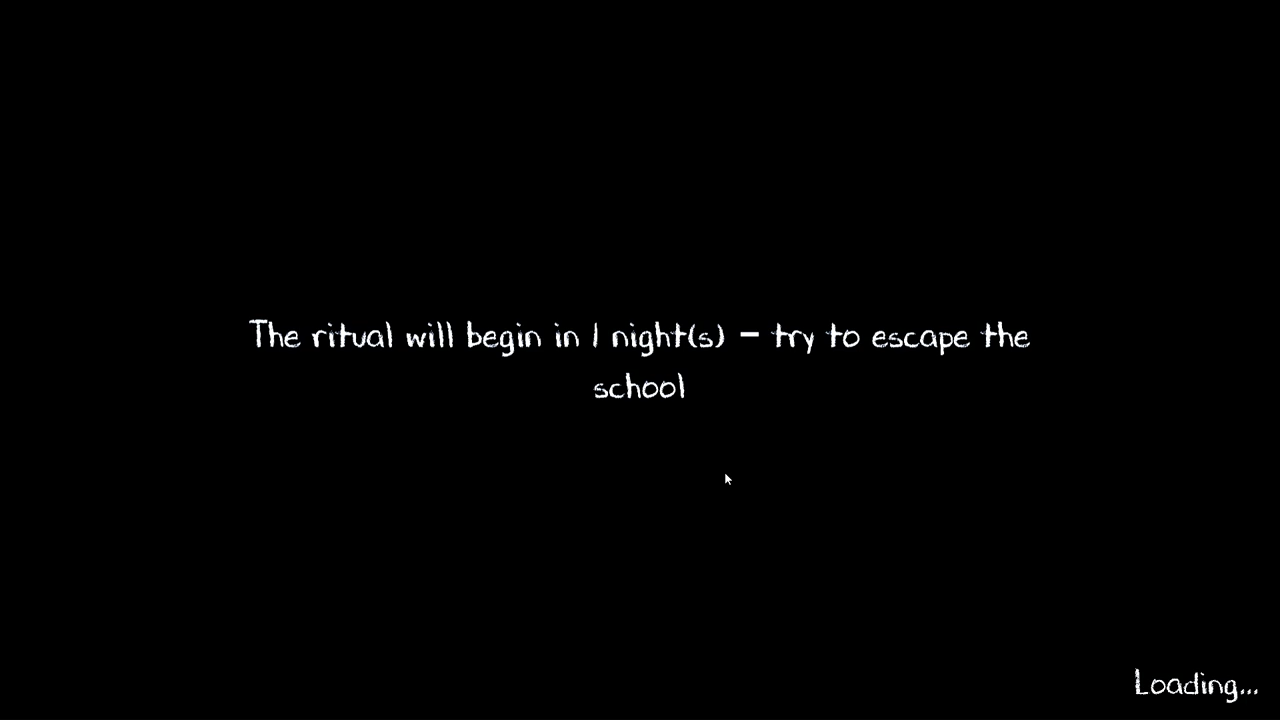 The ritual will begin in 1 night(s) - try to escape the
school
Loading...